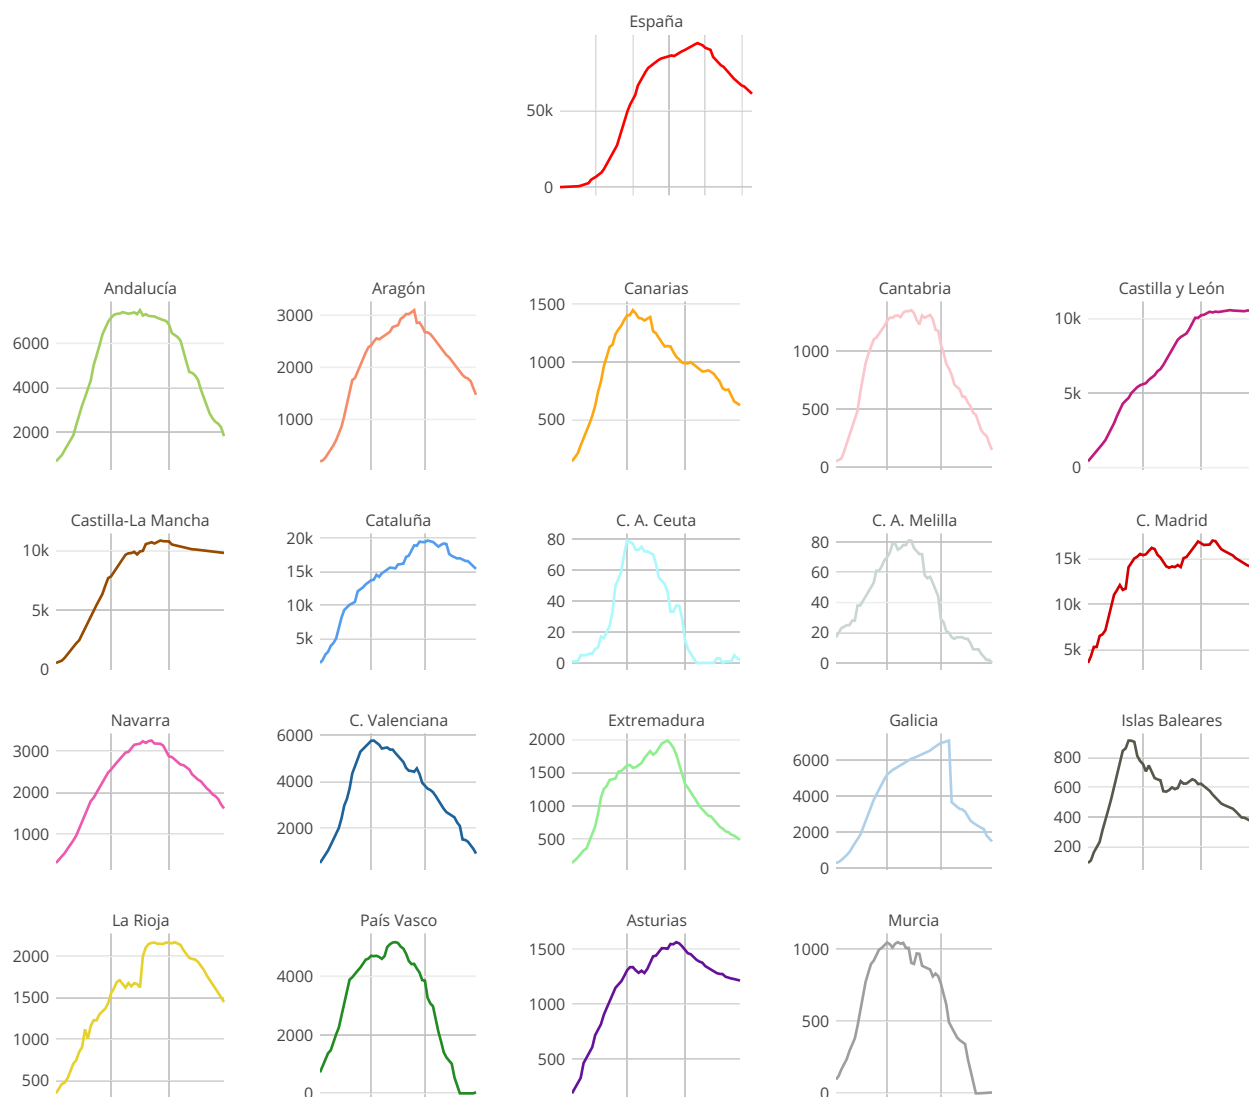 España
50k
0
Andalucía
Aragón
Canarias
Cantabria
Castilla y León
6000
4000
2000
3000
2000
1000
1500
1000
500
1000
500
0
10k
5k
0
Castilla-La Mancha
Cataluña
C. A. Ceuta
C. A. Melilla
C. Madrid
10k
5k
0
20k
15k
10k
5k
80
60
40
20
0
80
60
40
20
0
15k
10k
5k
Navarra
C. Valenciana
Extremadura
Galicia
Islas Baleares
3000
2000
1000
6000
4000
2000
2000
1500
1000
500
6000
4000
2000
0
800
600
400
200
La Rioja
País Vasco
Asturias
Murcia
2000
1500
1000
500
4000
2000
0
1500
1000
500
1000
500
0